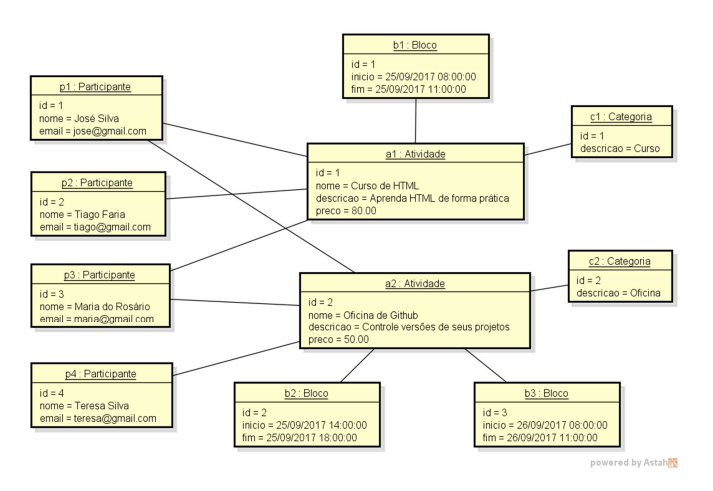 b1 : Bloco
id = 1
inicio = 25/09/2017 08:00:00
fim = 25/09/2017 11:00:00
p1 : Participante
id = 1
nome = José Silva
email = jose@gmail.com
c1 : Categoria
id = 1
descricao = Curso
a1 : Atividade
id = 1
nome = Curso de HTML
descricao = Aprenda HTML de forma prática
preco = 80.00
p2 : Participante
id = 2
nome = Tiago Faria
email = tiago@gmail.com
c2 : Categoria
id = 2
descricao = Oficina
p3 : Participante
id = 3
nome = Maria do Rosário
email = maria@gmail.com
a2 : Atividade
id = 2
nome = Oficina de Github
descricao = Controle versões de seus projetos
preco = 50.00
p4 : Participante
id = 4
nome = Teresa Silva
email = teresa@gmail.com
b2 : Bloco
id = 2
inicio = 25/09/2017 14:00:00
fim = 25/09/2017 18:00:00
b3 : Bloco
id = 3
inicio = 26/09/2017 08:00:00
fim = 26/09/2017 11:00:00
powered by Astah